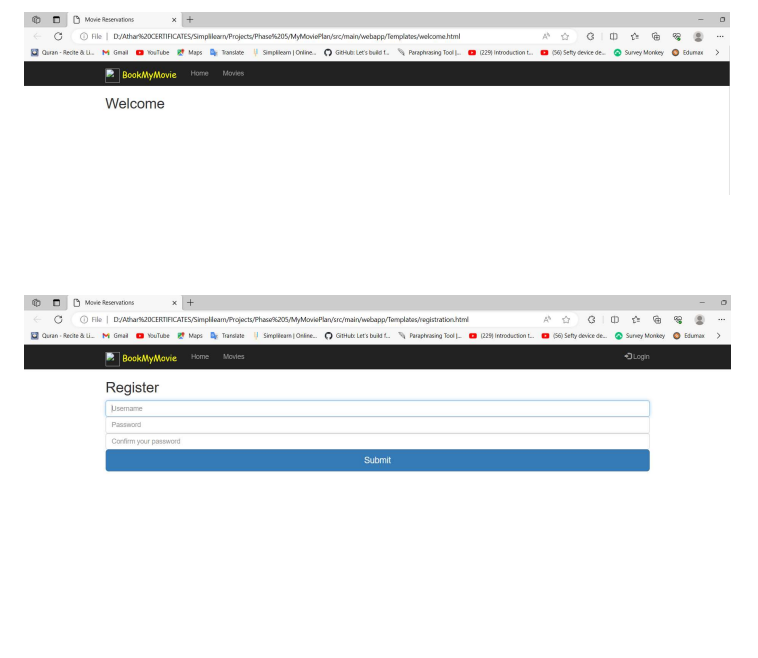 Movie Reservations
File D:/Athar%20CERTIFICATES/Simplilearn/Projects/Phase%205/MyMoviePlan/src/main/webapp/Templates/welcome.html
Quran - Recite & Li... Gmail YouTube Maps Translate Simplilearn | Online... GitHub: Let's build f... Paraphrasing Tool |... (229) Introduction t... (56) Sefty device de... Survey Monkey Edumax
BookMyMovie Home Movies
Welcome
Movie Reservations
File D:/Athar%20CERTIFICATES/Simplilearn/Projects/Phase%205/MyMoviePlan/src/main/webapp/Templates/registration.html
Quran - Recite & Li... Gmail YouTube Maps Translate Simplilearn | Online... GitHub: Let's build f... Paraphrasing Tool |... (229) Introduction t... (56) Sefty device de... Survey Monkey Edumax
BookMyMovie Home Movies Login
Register
Username
Password
Confirm your password
Submit